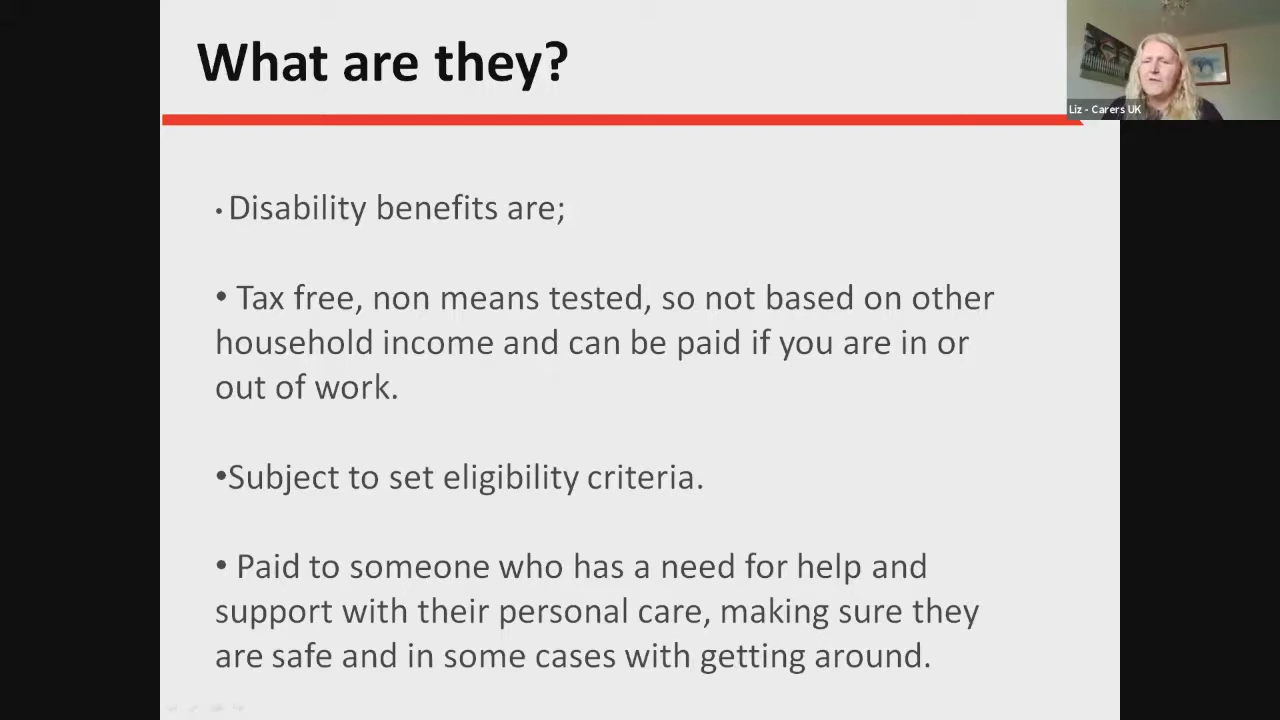 What are they?
Liz - Carers UK
• Disability benefits are;
• Tax free, non means tested, so not based on other
household income and can be paid if you are in or
out of work.
•Subject to set eligibility criteria.
• Paid to someone who has a need for help and
support with their personal care, making sure they
are safe and in some cases with getting around.